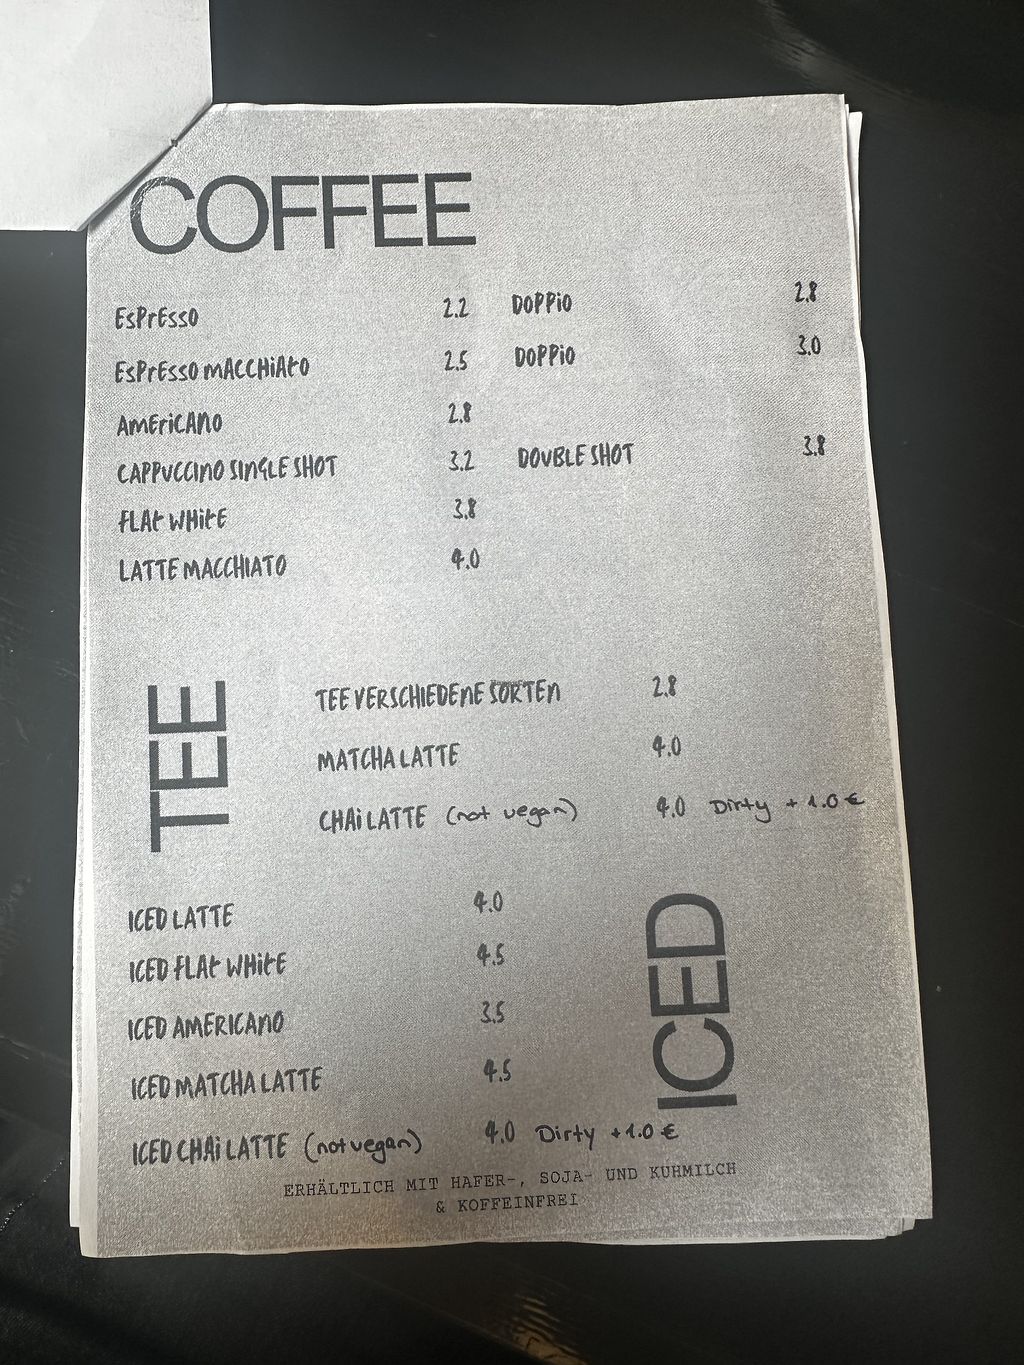 COFFEE
ESPrESSO 2.2 DOPPiO 2.8
ESPrESSO MACCHiAtO 2.5 DOPPiO 3.0
AMEriCANO 2.8
CAPPUCCINO SINGLE SHOT 3.2 DOUBLE SHOT 3.8
FLAt WHitE 3.8
LATTE MACCHIATO 4.0
TEE
TEE VERSCHIEDENE SORTEN 2.8
MATCHA LATTE 4.0
CHAi LATTE (not vegan) 4.0 Dirty + 1.0 €
ICED
ICED LATTE 4.0
ICED FLAt WHitE 4.5
ICED AMERICANO 3.5
ICED MATCHA LATTE 4.5
ICED CHAi LATTE (not vegan) 4.0 Dirty +1.0 €
ERHÄLTLICH MIT HAFER-, SOJA- UND KUHMILCH
& KOFFEINFREI